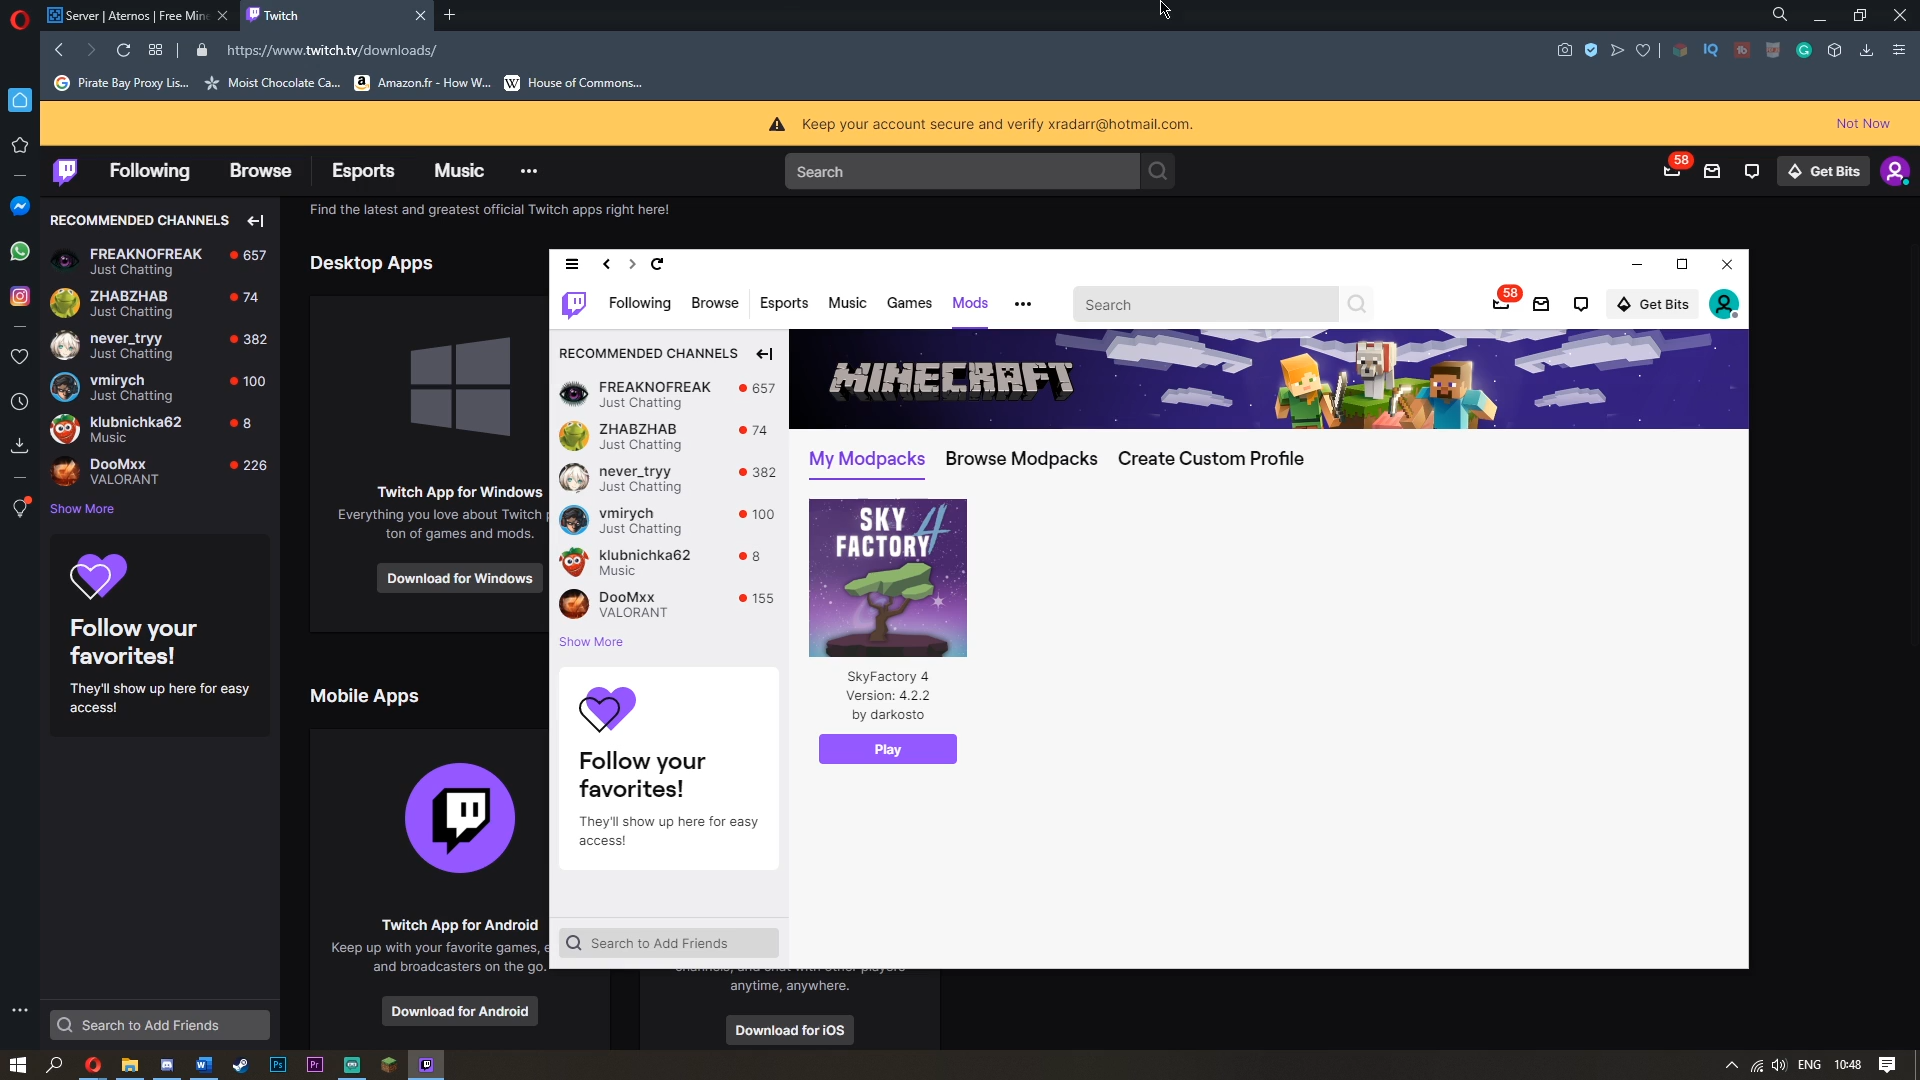 Server | Aternos | Free Mine
Twitch
https://www.twitch.tv/downloads/
Pirate Bay Proxy Lis...
Moist Chocolate Ca...
Amazon.fr - How W...
House of Commons...
Keep your account secure and verify xradarr@hotmail.com.
Not Now
Following
Browse
Esports
Music
Search
58
Get Bits
Find the latest and greatest official Twitch apps right here!
RECOMMENDED CHANNELS
FREAKNOFREAK
657
Just Chatting
ZHABZHAB
74
Just Chatting
never_tryy
382
Just Chatting
vmirych
100
Just Chatting
klubnichka62
8
Music
DooMxx
226
VALORANT
Show More
Follow your
favorites!
They'll show up here for easy
access!
Search to Add Friends
Desktop Apps
Twitch App for Windows
Everything you love about Twitch
ton of games and mods.
Download for Windows
Mobile Apps
Twitch App for Android
Keep up with your favorite games,
and broadcasters on the go.
Download for Android
anytime, anywhere.
Download for iOS
Following
Browse
Esports
Music
Games
Mods
Search
58
Get Bits
RECOMMENDED CHANNELS
FREAKNOFREAK
657
Just Chatting
ZHABZHAB
74
Just Chatting
never_tryy
382
Just Chatting
vmirych
100
Just Chatting
klubnichka62
8
Music
DooMxx
155
VALORANT
Show More
Follow your
favorites!
They'll show up here for easy
access!
Search to Add Friends
MINECRAFT
My Modpacks
Browse Modpacks
Create Custom Profile
SKY
FACTORY 4
SkyFactory 4
Version: 4.2.2
by darkosto
Play
ENG
10:48